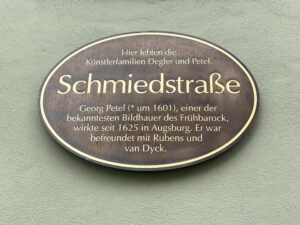 Hier lebten die
Künstlerfamilien Degler und Petel.
Schmiedstraße
Georg Petel (* um 1601), einer der
bekanntesten Bildhauer des Frühbarock,
wirkte seit 1625 in Augsburg. Er war
befreundet mit Rubens und
van Dyck.